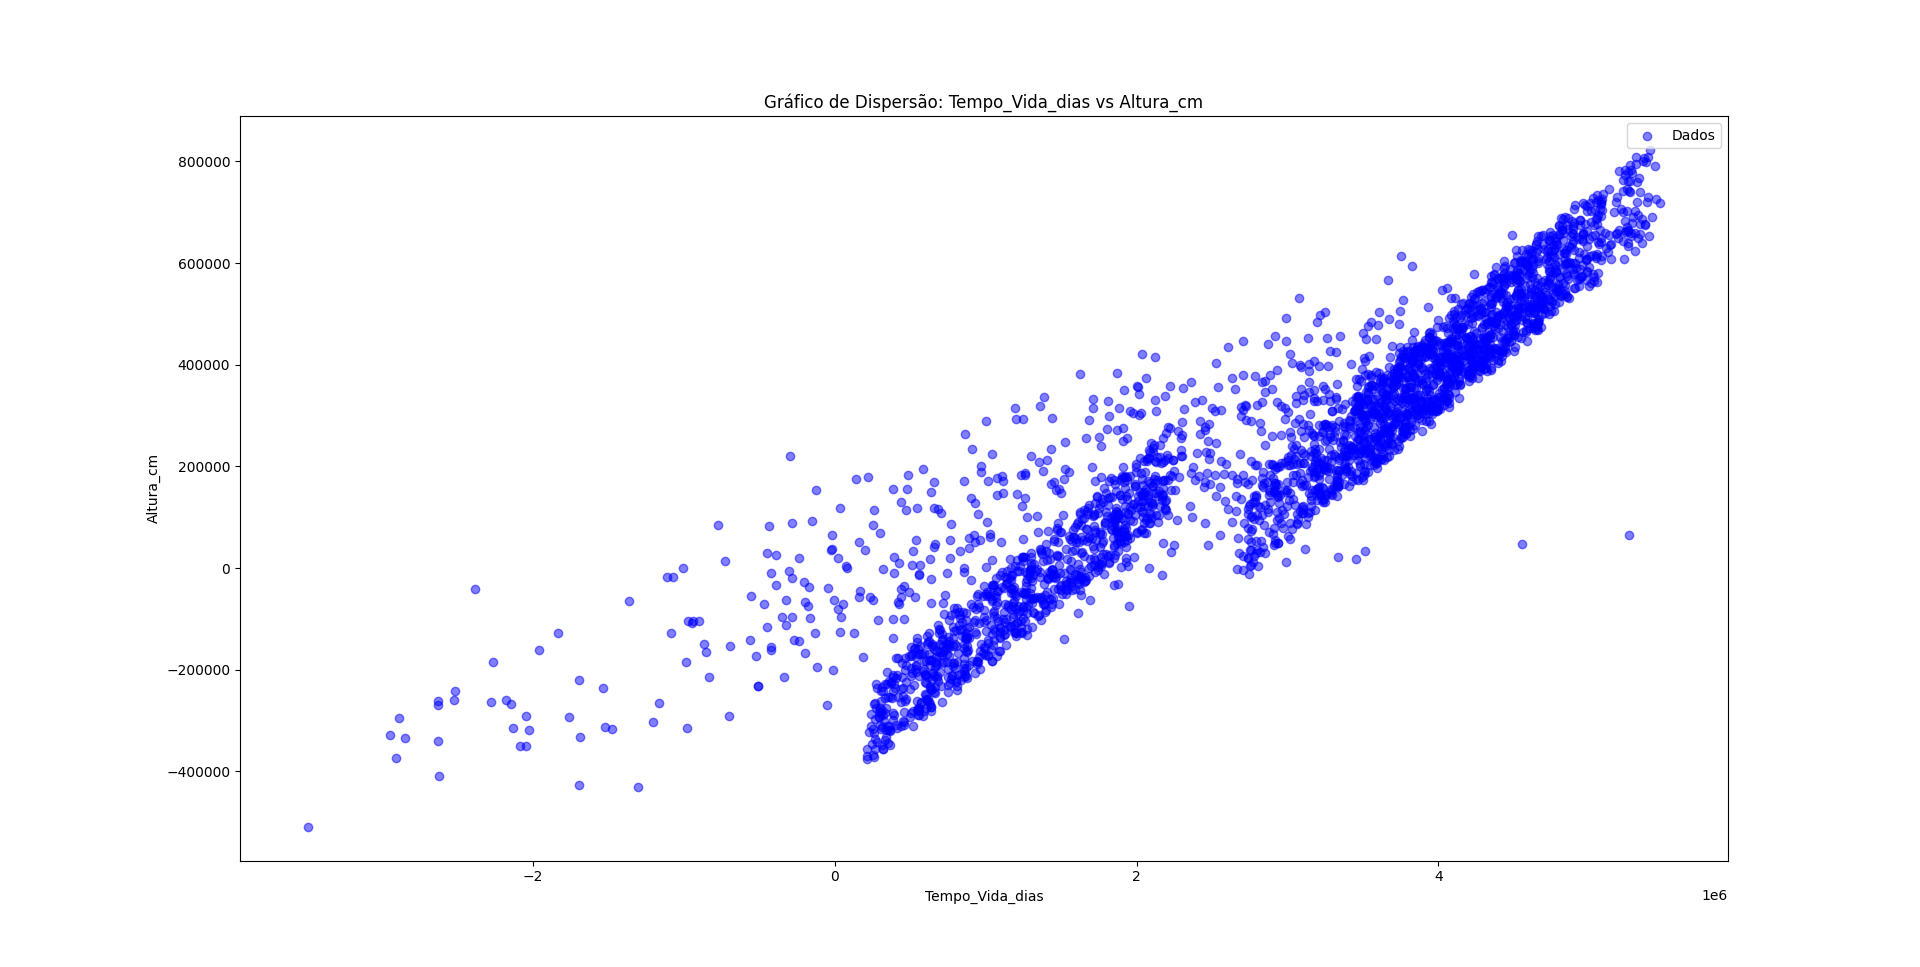 Gráfico de Dispersão: Tempo_Vida_dias vs Altura_cm
Dados
800000
600000
400000
200000
0
−200000
−400000
Altura_cm
−2
0
2
4
1e6
Tempo_Vida_dias